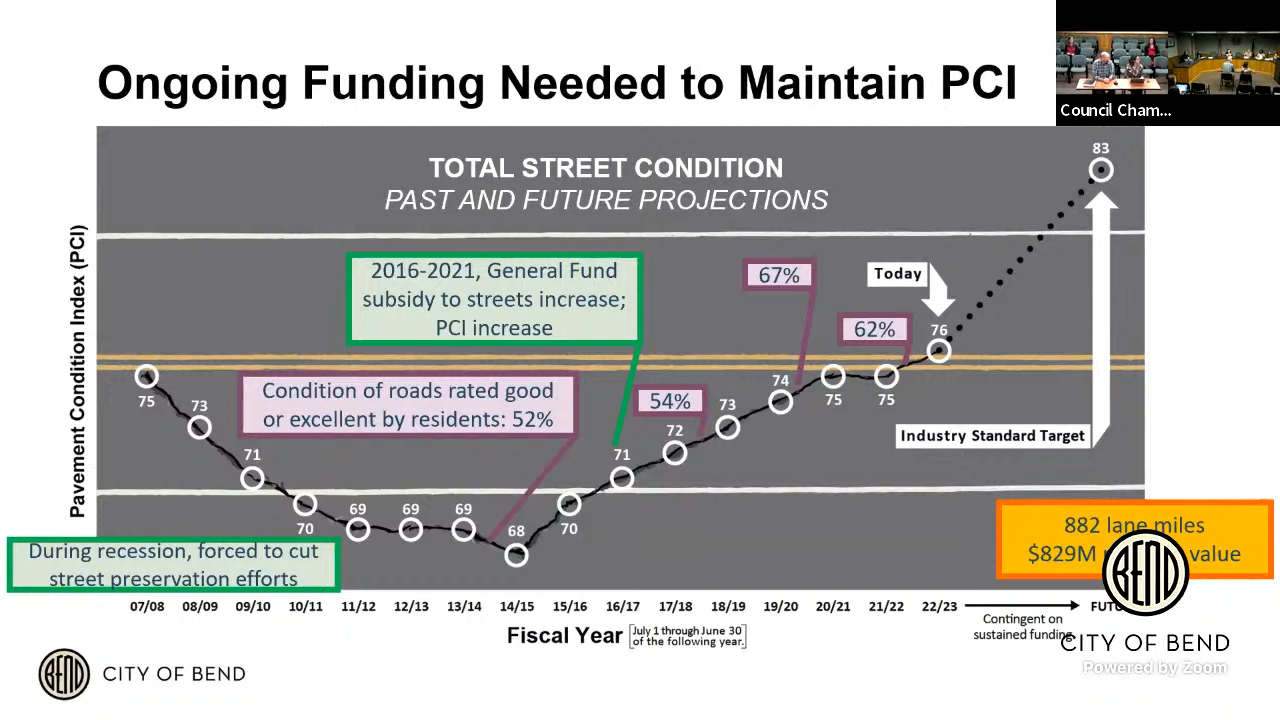 Ongoing Funding Needed to Maintain PCI
Council Cham...
TOTAL STREET CONDITION
PAST AND FUTURE PROJECTIONS
Pavement Condition Index (PCI)
83
2016-2021, General Fund
subsidy to streets increase;
PCI increase
67%
Today
62%
76
Condition of roads rated good
or excellent by residents: 52%
54%
75
73
71
70
69
69
69
68
70
71
72
73
74
75
75
Industry Standard Target
During recession, forced to cut
street preservation efforts
882 lane miles
$829M value
BEND
07/08 08/09 09/10 10/11 11/12 12/13 13/14 14/15 15/16 16/17 17/18 18/19 19/20 20/21 21/22 22/23
Contingent on
sustained funding
Fiscal Year [July 1 through June 30
of the following year.]
CITY OF BEND
Powered by Zoom
BEND CITY OF BEND